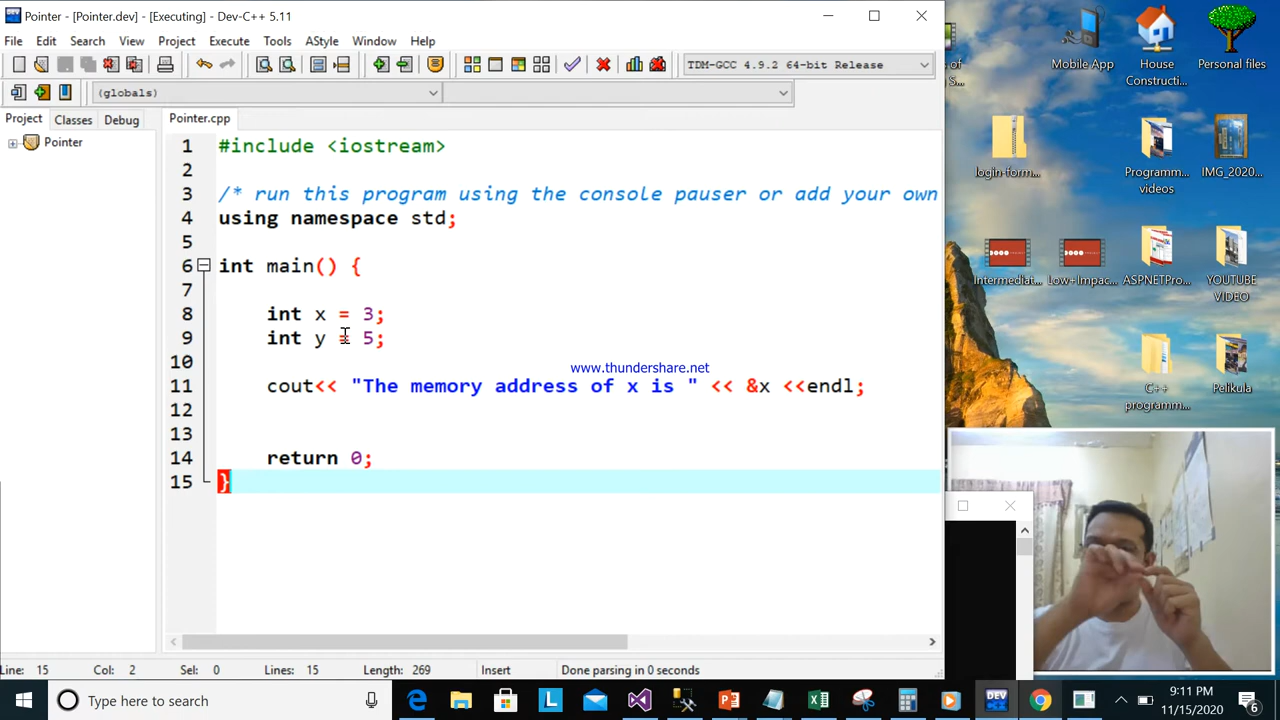 Pointer - [Pointer.dev] - [Executing] - Dev-C++ 5.11
File Edit Search View Project Execute Tools AStyle Window Help
TDM-GCC 4.9.2 64-bit Release
(globals)
Project Classes Debug
Pointer.cpp
Pointer
1 #include <iostream>
2
3 /* run this program using the console pauser or add your own
4 using namespace std;
5
6 int main() {
7
8 int x = 3;
9 int y = 5;
10
www.thundershare.net
11 cout<< "The memory address of x is " << &x <<endl;
12
13
14 return 0;
15 }
Line: 15 Col: 2 Sel: 0 Lines: 15 Length: 269 Insert Done parsing in 0 seconds
of
S...
Mobile App
House
Constructi...
Personal files
login-form...
Programm...
videos
IMG_2020...
Intermediat...
Low+Impac...
ASPNETPro...
YOUTUBE
VIDEO
C++
programm...
Pelikula
Type here to search
DEV
9:11 PM
11/15/2020
6